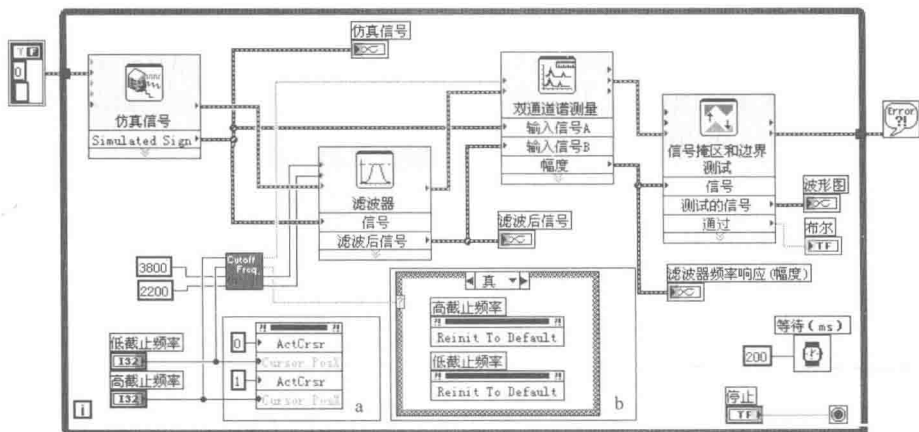 仿真信号
Error
?!
0
仿真信号
Simulated Sign
双通道谱测量
输入信号A
输入信号B
幅度
信号掩区和边界
测试
信号
测试的信号
通过
波形图
布尔
TF
滤波器
信号
滤波后信号
滤波后信号
滤波器频率响应(幅度)
3800
2200
Cutoff
Freq
真
高截止频率
Reinit To Default
低截止频率
Reinit To Default
b
?
低截止频率
I32
高截止频率
I32
0
ActCrsr
Cursor PosX
1
ActCrsr
Cursor PosX
a
等待(ms)
200
停止
TF
i